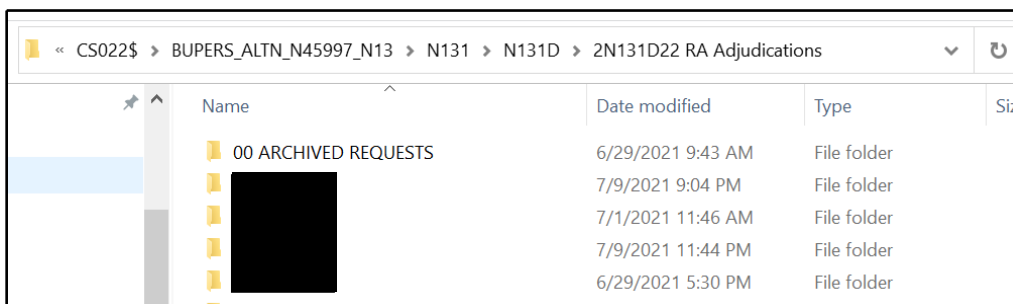 « CS022$ > BUPERS_ALTN_N45997_N13 > N131 > N131D > 2N131D22 RA Adjudications
Name Date modified Type
00 ARCHIVED REQUESTS 6/29/2021 9:43 AM File folder
7/9/2021 9:04 PM File folder
7/1/2021 11:46 AM File folder
7/9/2021 11:44 PM File folder
6/29/2021 5:30 PM File folder